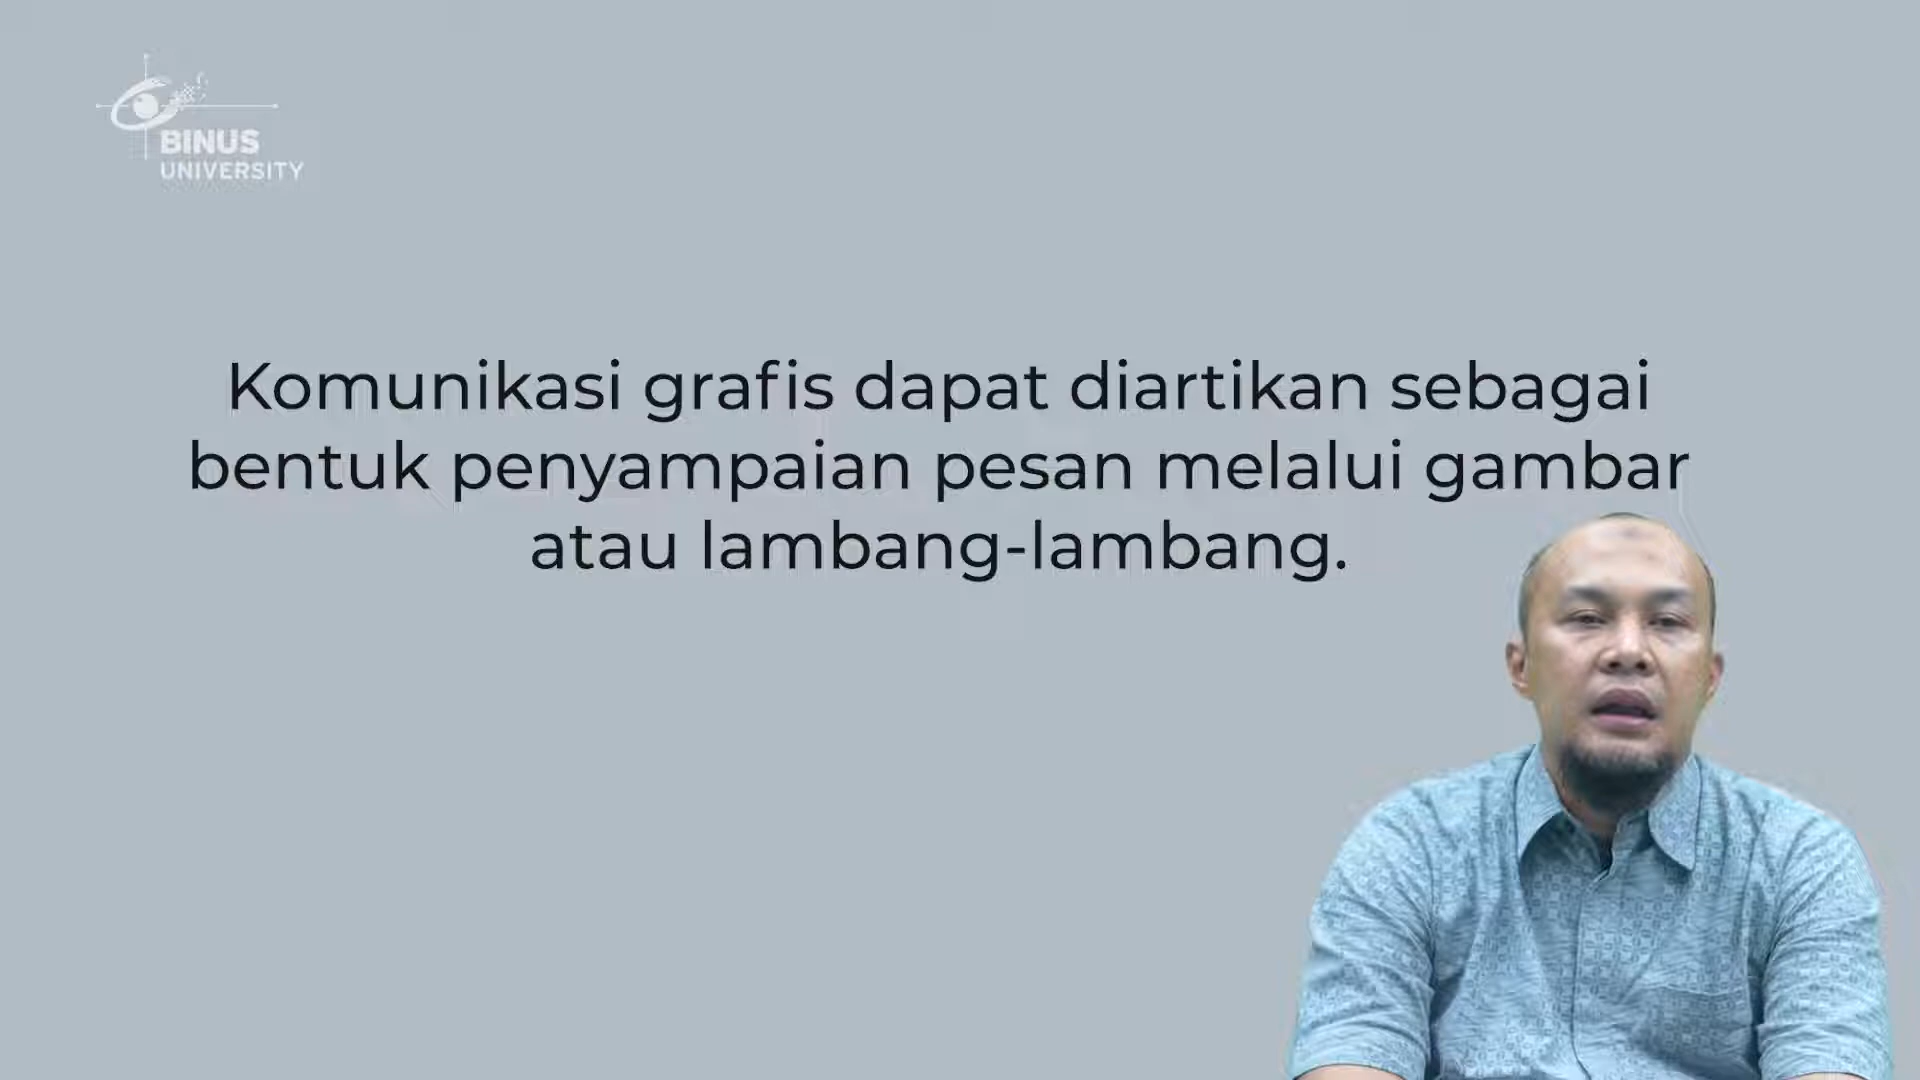 BINUS
UNIVERSITY
Komunikasi grafis dapat diartikan sebagai
bentuk penyampaian pesan melalui gambar
atau lambang-lambang.